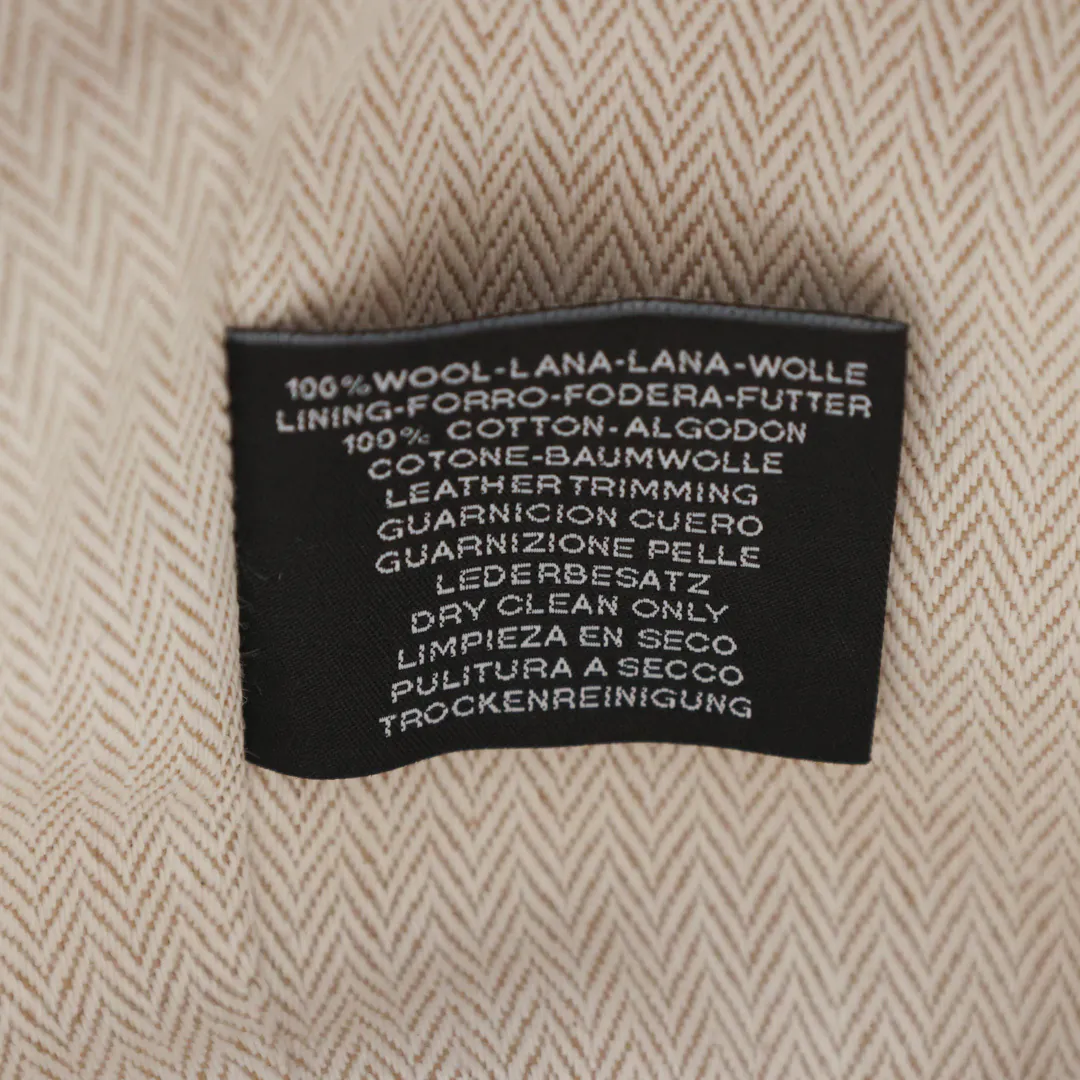 100% WOOL-LANA-LANA-WOLLE
LINING-FORRO-FODERA-FUTTER
100% COTTON-ALGODON
COTONE-BAUMWOLLE
LEATHER TRIMMING
GUARNICION CUERO
GUARNIZIONE PELLE
LEDERBESATZ
DRY CLEAN ONLY
LIMPIEZA EN SECO
PULITURA A SECCO
TROCKENREINIGUNG